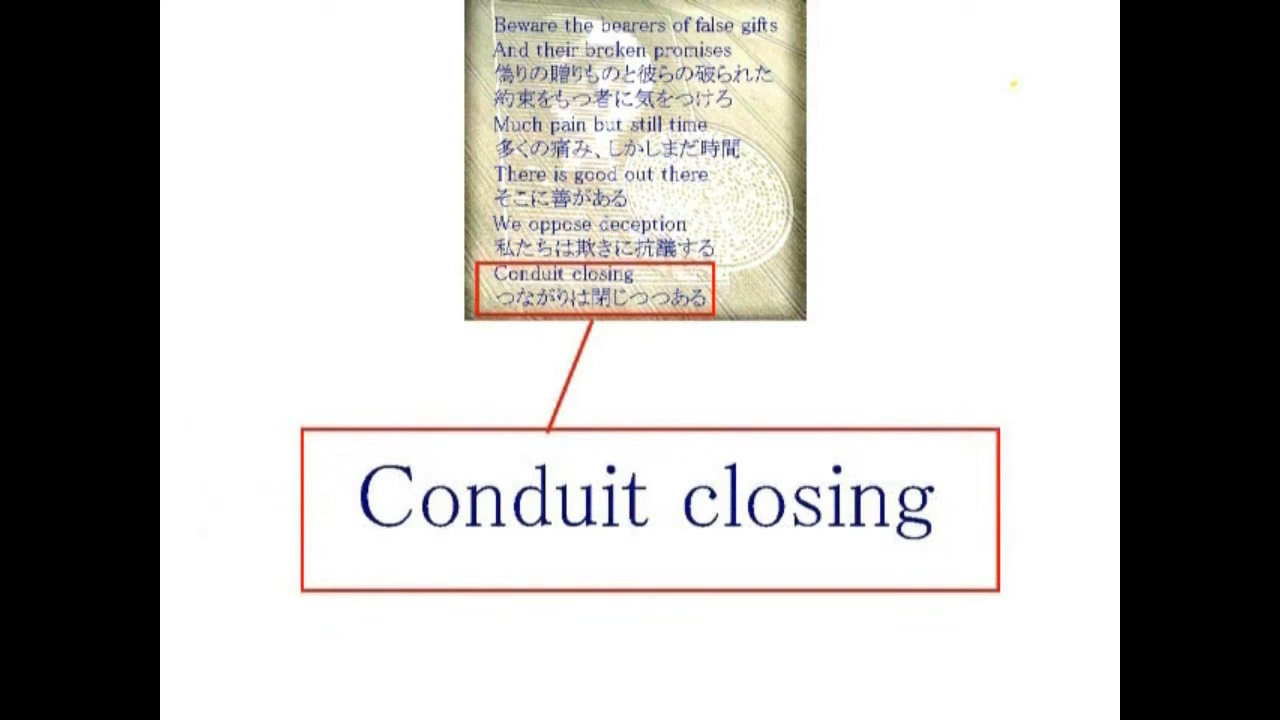 Beware the bearers of false gifts
And their broken promises
偽りの贈りものと彼らの破られた
約束をもつ者に気をつけろ
Much pain but still time
多くの痛み、しかしまだ時間
There is good out there
そこに善がある
We oppose deception
私たちは欺きに抗議する
Conduit closing
つながりは閉じつつある
Conduit closing